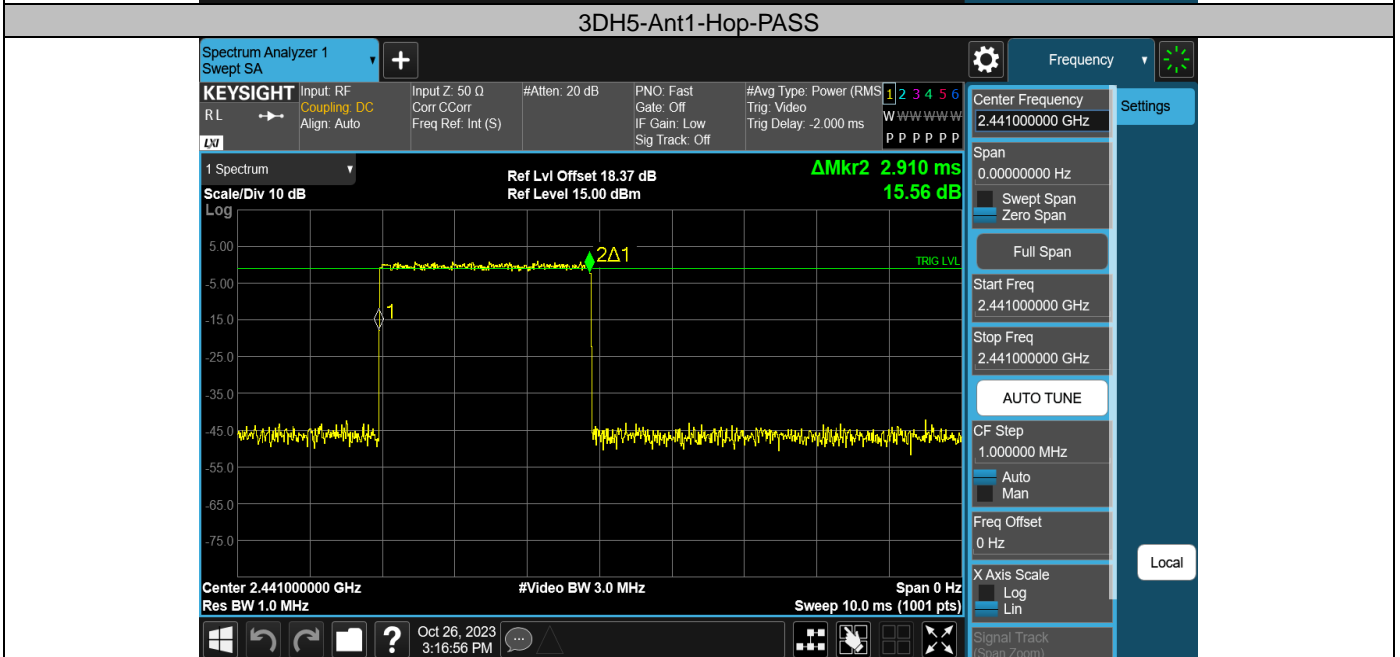 3DH5-Ant1-Hop-PASS
Spectrum Analyzer 1
Swept SA
+
Frequency
KEYSIGHT
RL
LXI
Input: RF
Coupling: DC
Align: Auto
Input Z: 50 Ω
Corr CCorr
Freq Ref: Int (S)
#Atten: 20 dB
PNO: Fast
Gate: Off
IF Gain: Low
Sig Track: Off
#Avg Type: Power (RMS
Trig: Video
Trig Delay: -2.000 ms
1 2 3 4 5 6
W W W W W W
P P P P P P
1 Spectrum
Scale/Div 10 dB
Ref Lvl Offset 18.37 dB
Ref Level 15.00 dBm
ΔMkr2 2.910 ms
15.56 dB
Log
5.00
-5.00
-15.0
-25.0
-35.0
-45.0
-55.0
-65.0
-75.0
2Δ1
TRIG LVL
1
Center 2.441000000 GHz
Res BW 1.0 MHz
#Video BW 3.0 MHz
Span 0 Hz
Sweep 10.0 ms (1001 pts)
Center Frequency
2.441000000 GHz
Settings
Span
0.00000000 Hz
Swept Span
Zero Span
Full Span
Start Freq
2.441000000 GHz
Stop Freq
2.441000000 GHz
AUTO TUNE
CF Step
1.000000 MHz
Auto
Man
Freq Offset
0 Hz
X Axis Scale
Log
Lin
Signal Track
(Span Zoom)
Local
?
Oct 26, 2023
3:16:56 PM